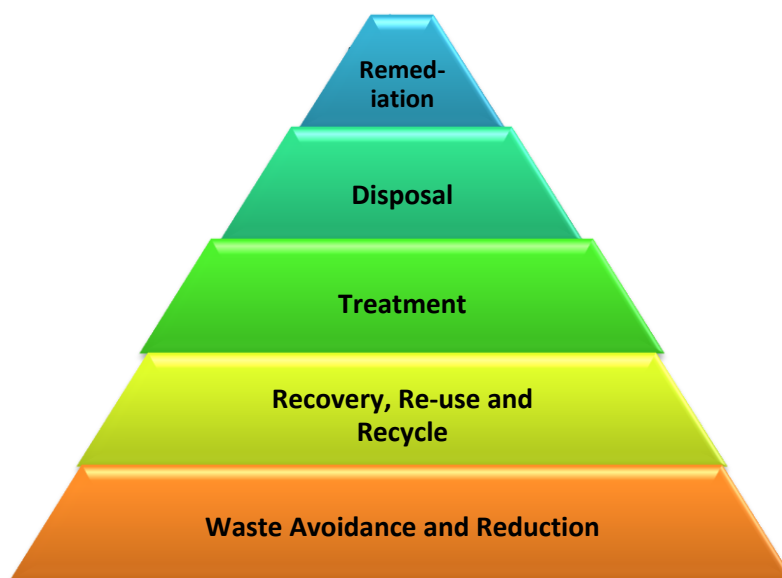 Remed-
iation
Disposal
Treatment
Recovery, Re-use and
Recycle
Waste Avoidance and Reduction